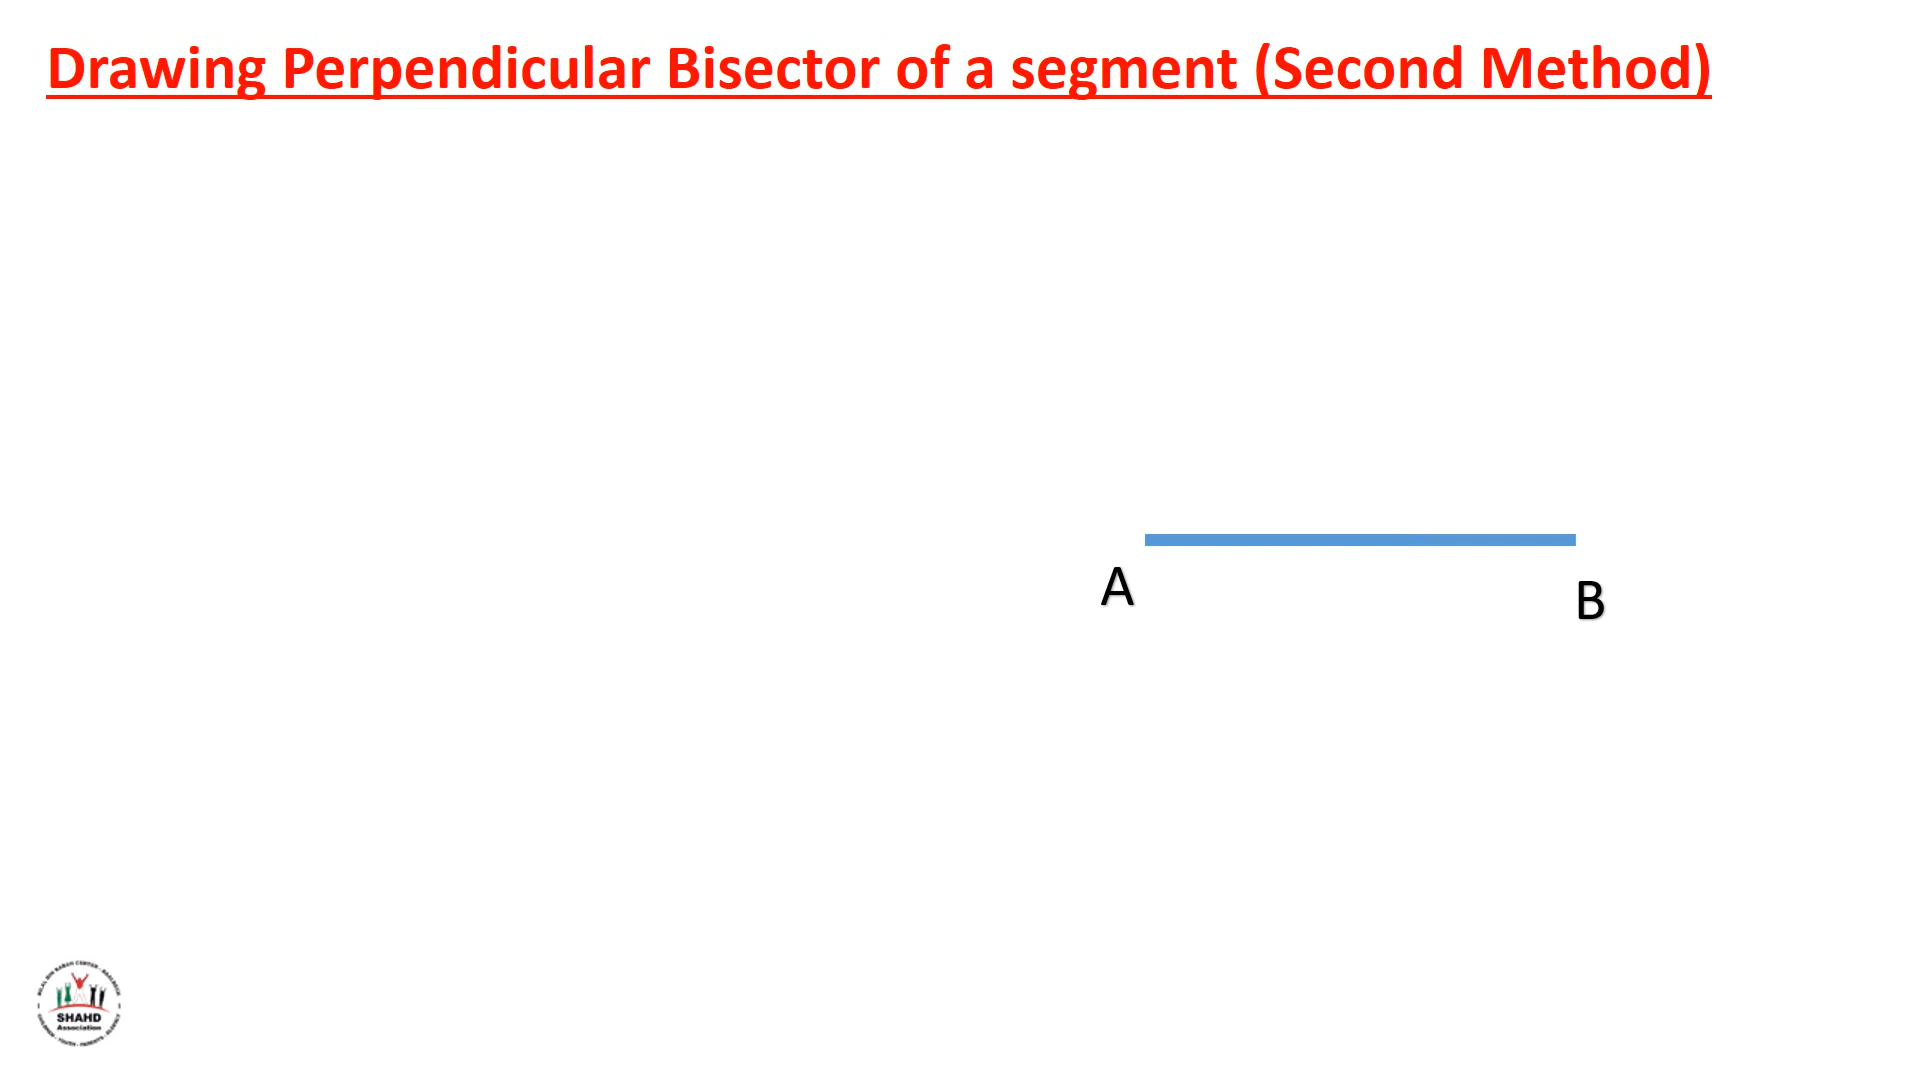 Drawing Perpendicular Bisector of a segment (Second Method)
A
B
SHAHD
Association